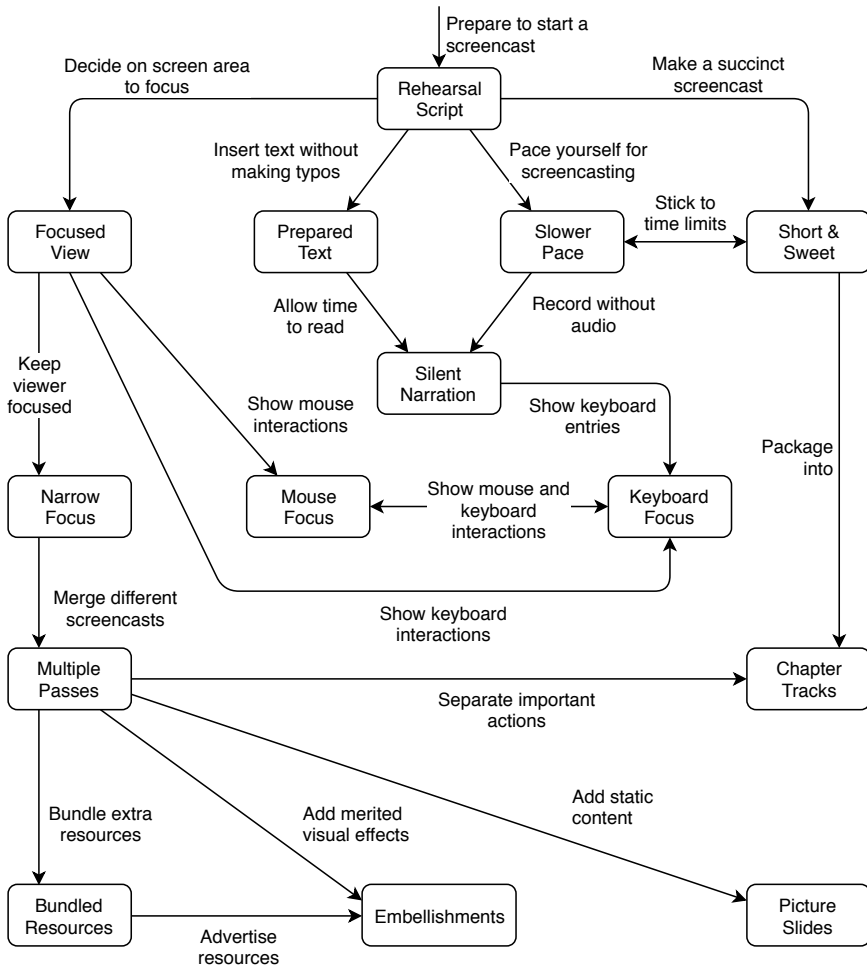 Prepare to start a
screencast
Decide on screen area
to focus
Make a succinct
screencast
Rehearsal
Script
Insert text without
making typos
Pace yourself for
screencasting
Focused
View
Prepared
Text
Slower
Pace
Stick to
time limits
Short &
Sweet
Allow time
to read
Record without
audio
Keep
viewer
focused
Silent
Narration
Show mouse
interactions
Show keyboard
entries
Package
into
Narrow
Focus
Mouse
Focus
Show mouse and
keyboard
interactions
Keyboard
Focus
Merge different
screencasts
Show keyboard
interactions
Multiple
Passes
Separate important
actions
Chapter
Tracks
Bundle extra
resources
Add merited
visual effects
Add static
content
Bundled
Resources
Advertise
resources
Embellishments
Picture
Slides